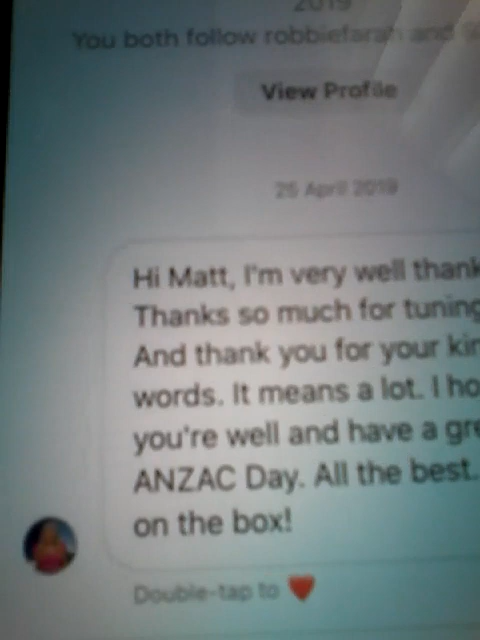 2019
You both follow robbiefarah and
View Profile
25 April 2019
Hi Matt, I'm very well thank
Thanks so much for tuning
And thank you for your kin
words. It means a lot. I ho
you're well and have a gre
ANZAC Day. All the best.
on the box!
Double-tap to ❤️